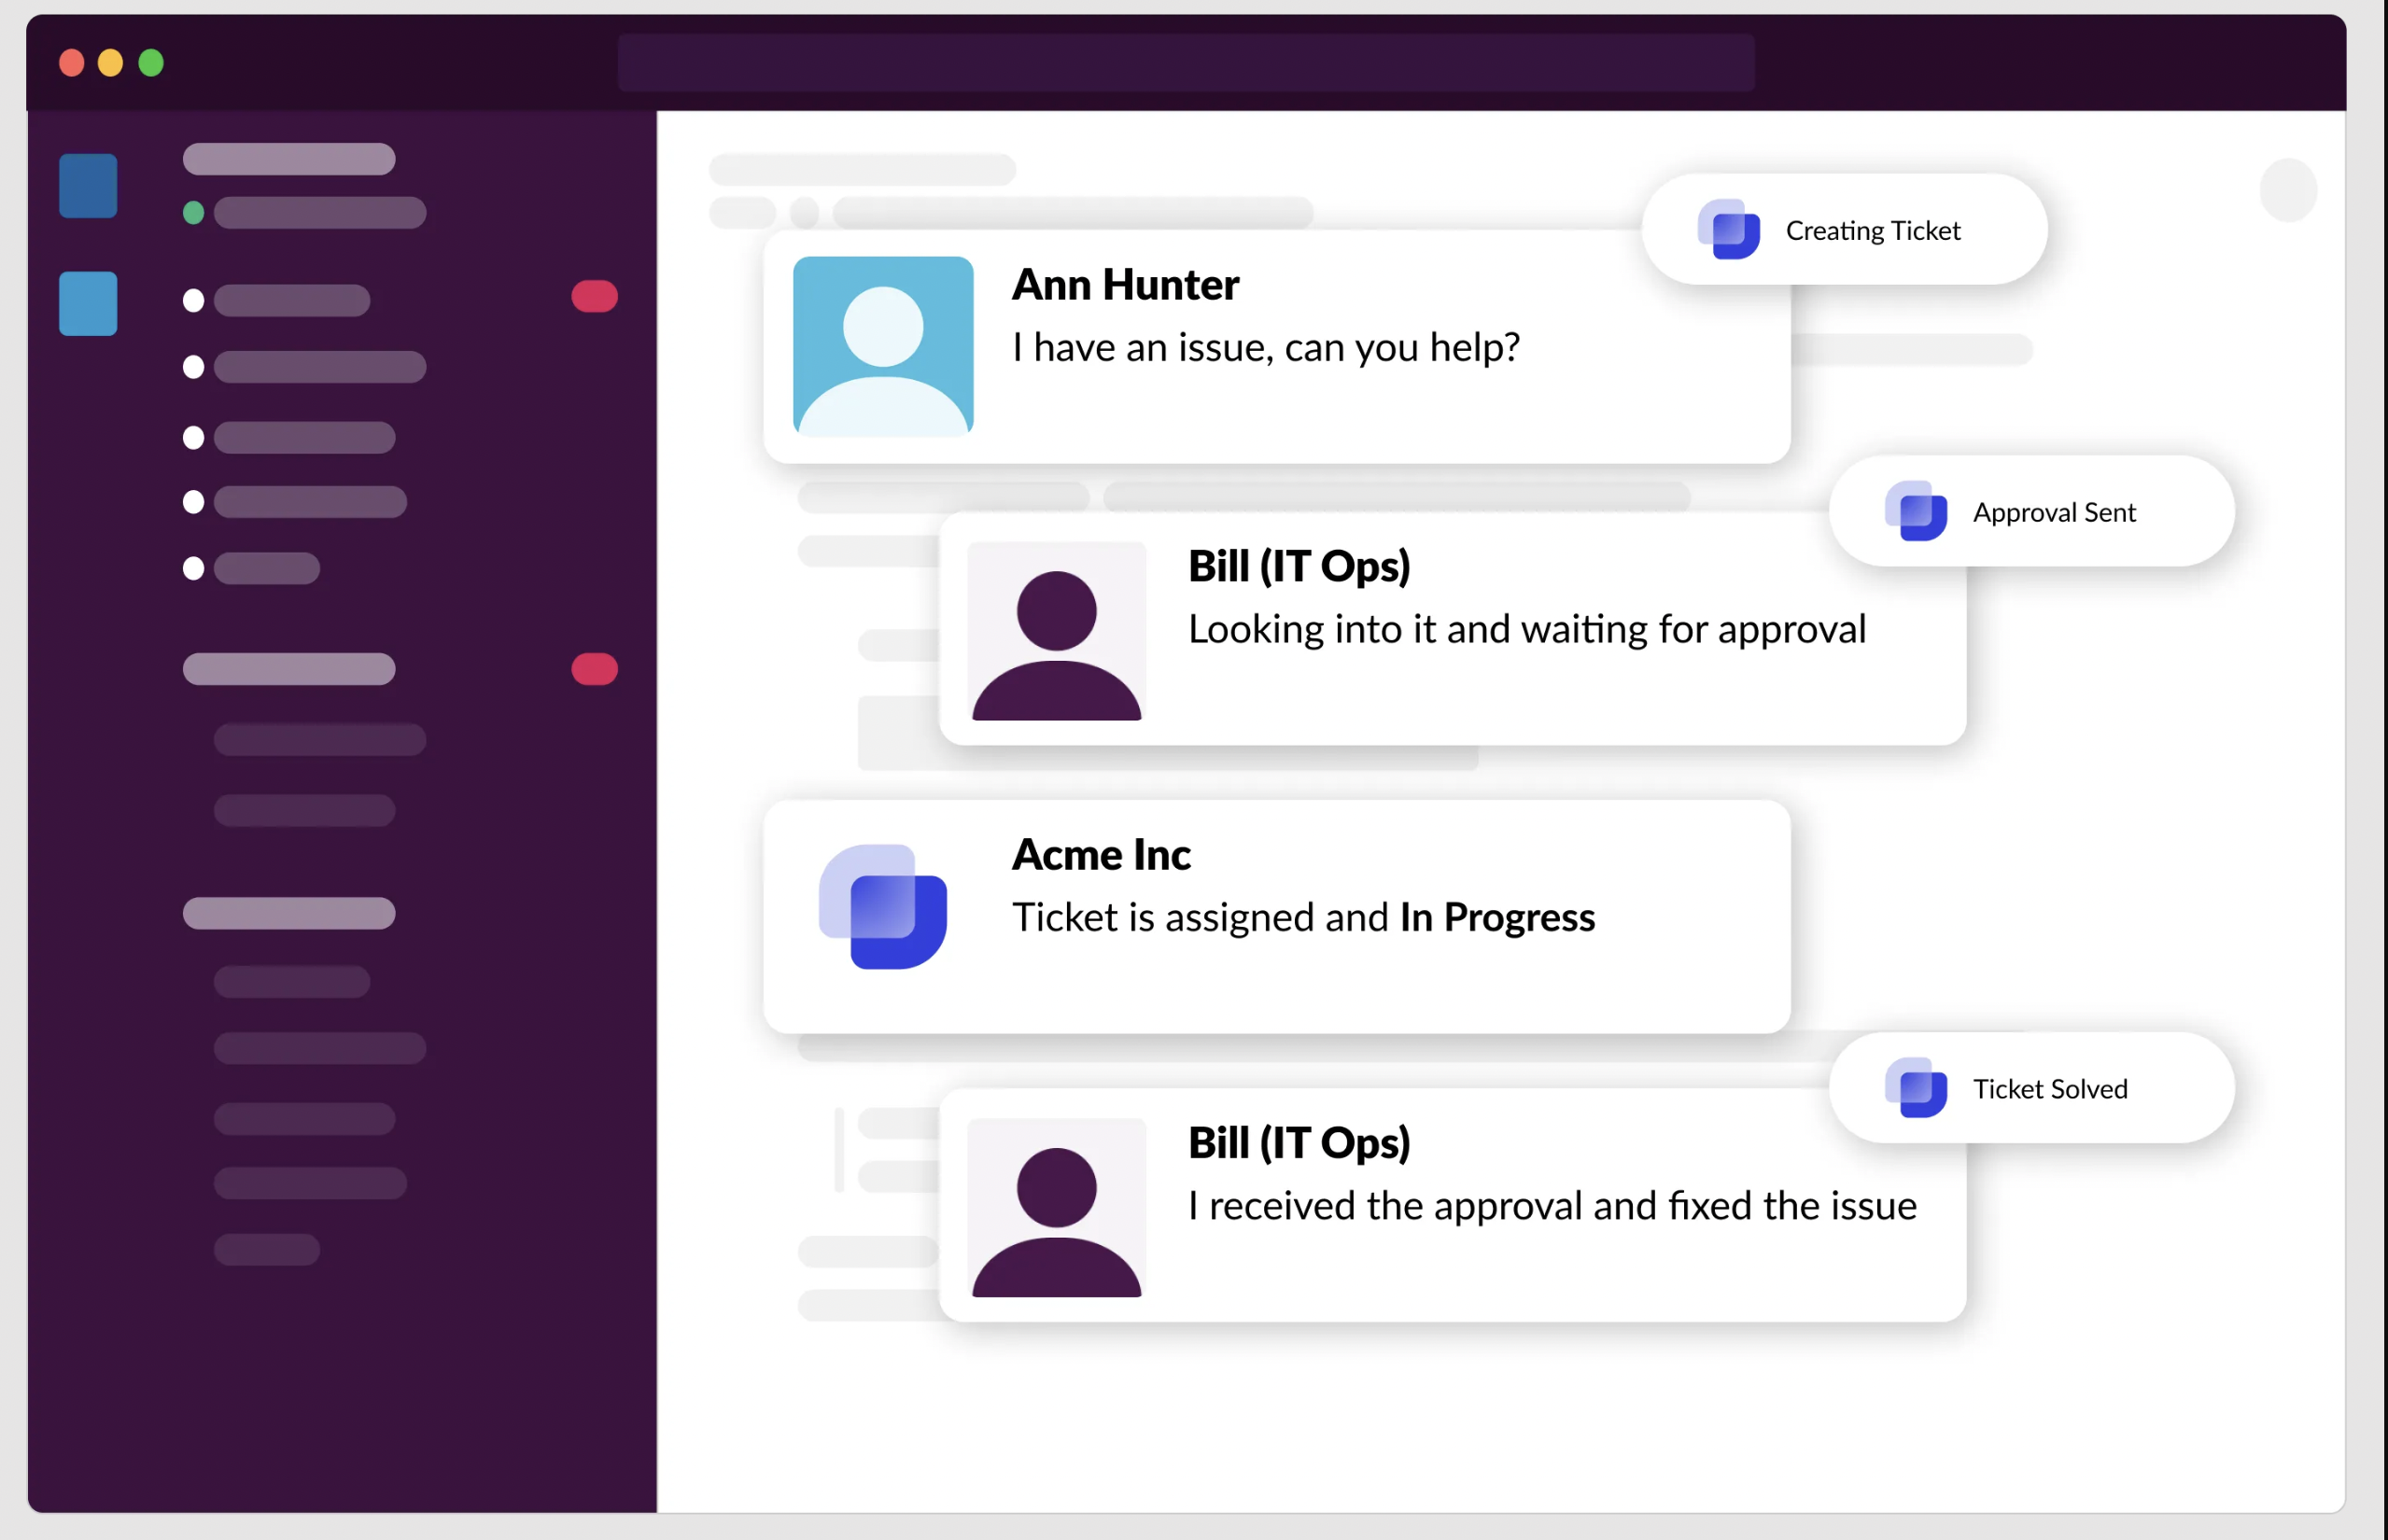 Creating Ticket
Ann Hunter
I have an issue, can you help?
Approval Sent
Bill (IT Ops)
Looking into it and waiting for approval
Acme Inc
Ticket is assigned and In Progress
Ticket Solved
Bill (IT Ops)
I received the approval and fixed the issue